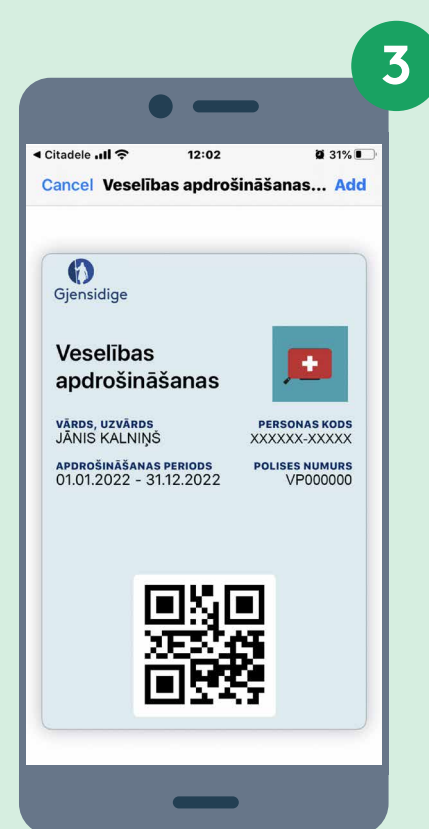 3
Citadele 12:02 31%
Cancel Veselības apdrošināšanas... Add
Gjensidige
Veselības
apdrošināšanas
VĀRDS, UZVĀRDS PERSONAS KODS
JĀNIS KALNIŅŠ XXXXXX-XXXXX
APDROŠINĀŠANAS PERIODS POLISES NUMURS
01.01.2022 - 31.12.2022 VP000000